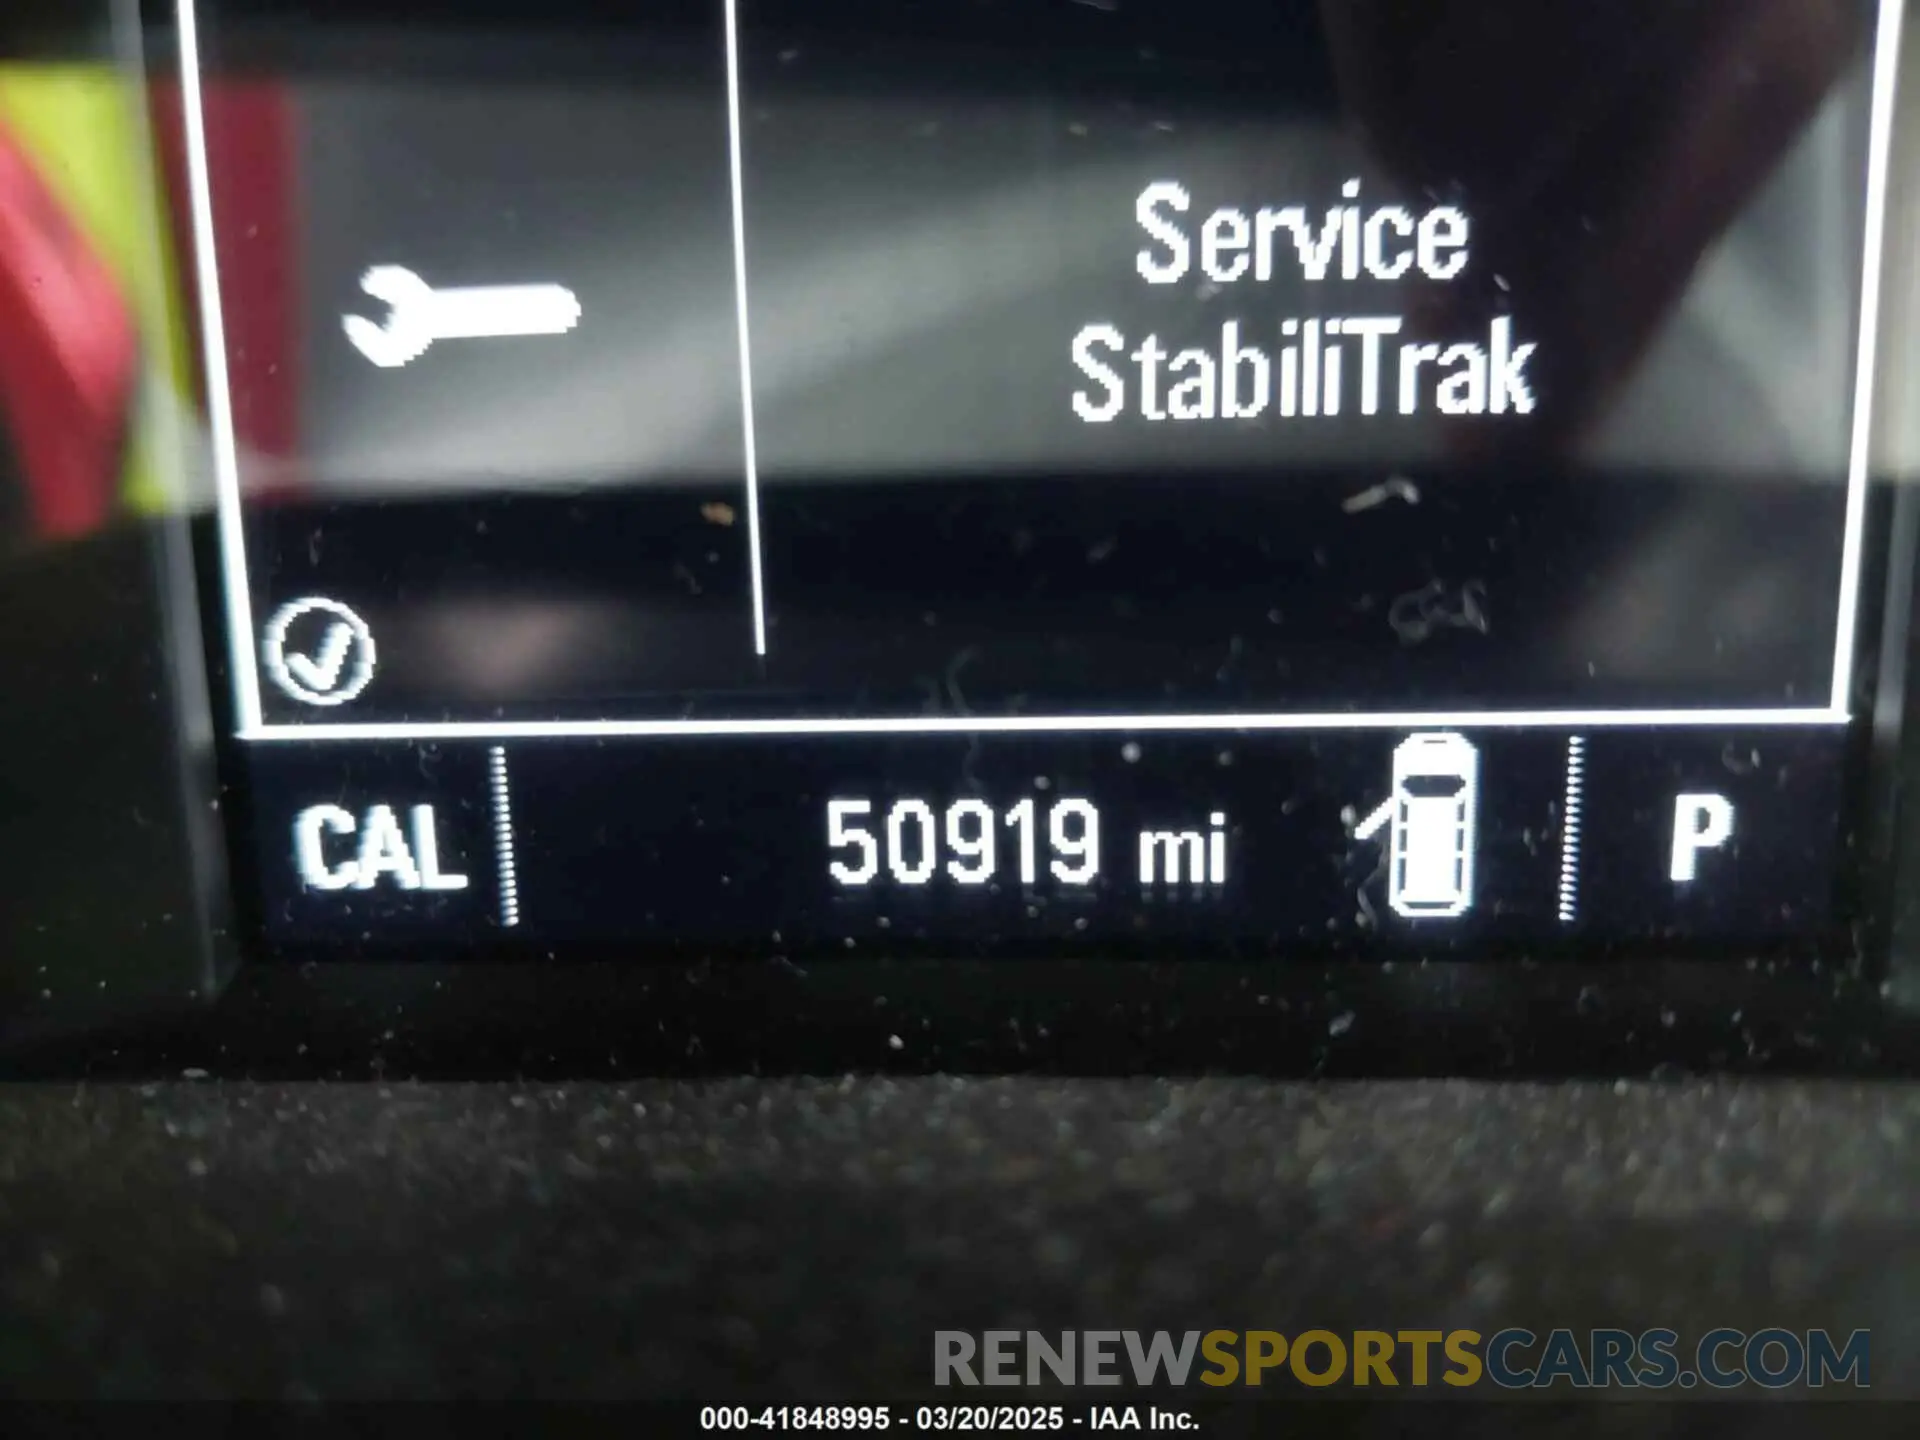 Service
StabiliTrak
CAL 50919 mi P
RENEWSPORTSCARS.COM
000-41848995 - 03/20/2025 - IAA Inc.